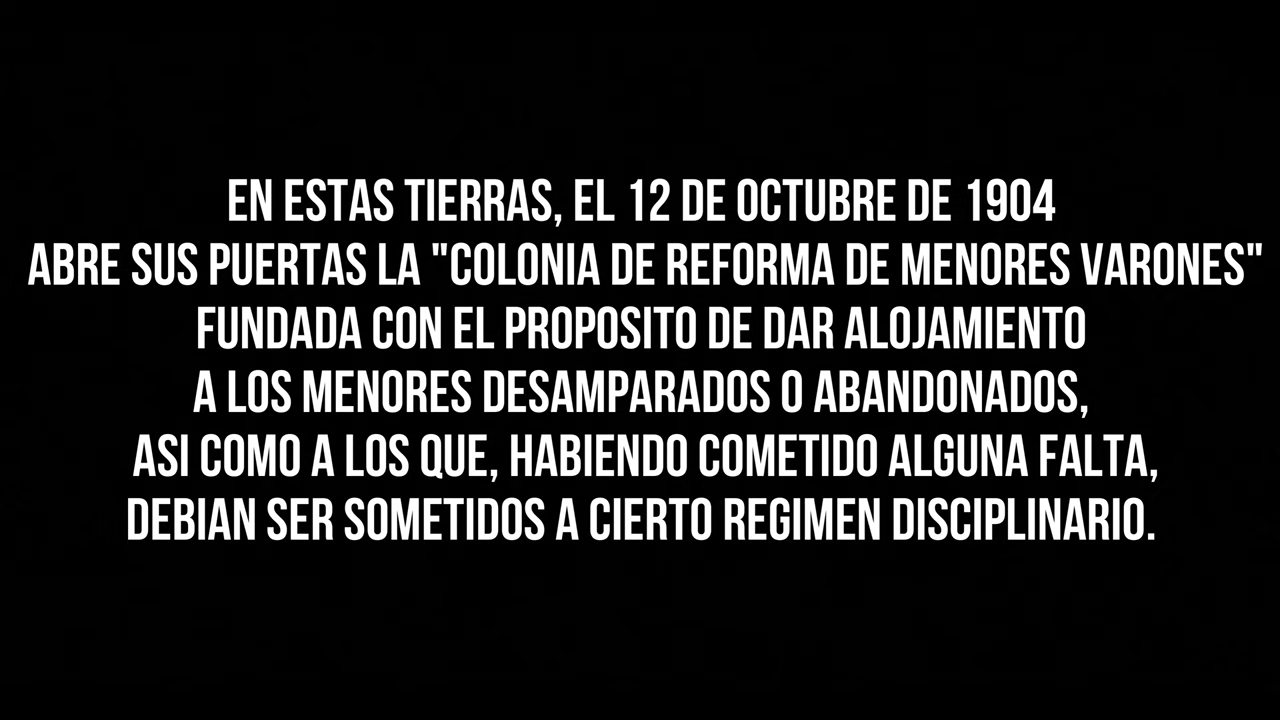 EN ESTAS TIERRAS, EL 12 DE OCTUBRE DE 1904
ABRE SUS PUERTAS LA "COLONIA DE REFORMA DE MENORES VARONES"
FUNDADA CON EL PROPOSITO DE DAR ALOJAMIENTO
A LOS MENORES DESAMPARADOS O ABANDONADOS,
ASI COMO A LOS QUE, HABIENDO COMETIDO ALGUNA FALTA,
DEBIAN SER SOMETIDOS A CIERTO REGIMEN DISCIPLINARIO.